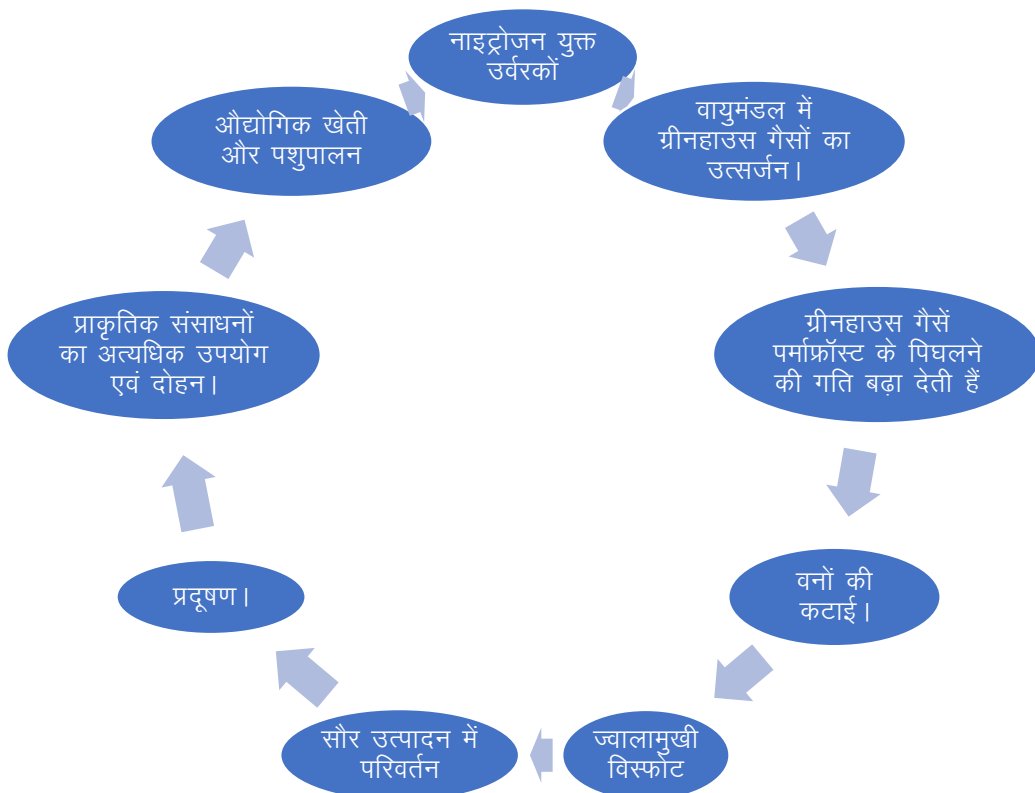 नाइट्रोजन युक्त
उर्वरकों
वायुमंडल में
ग्रीनहाउस गैसों का
उत्सर्जन।
ग्रीनहाउस गैसें
पर्माफ्रॉस्ट के पिघलने
की गति बढ़ा देती हैं
वनों की
कटाई।
ज्वालामुखी
विस्फोट
सौर उत्पादन में
परिवर्तन
प्रदूषण।
प्राकृतिक संसाधनों
का अत्यधिक उपयोग
एवं दोहन।
औद्योगिक खेती
और पशुपालन